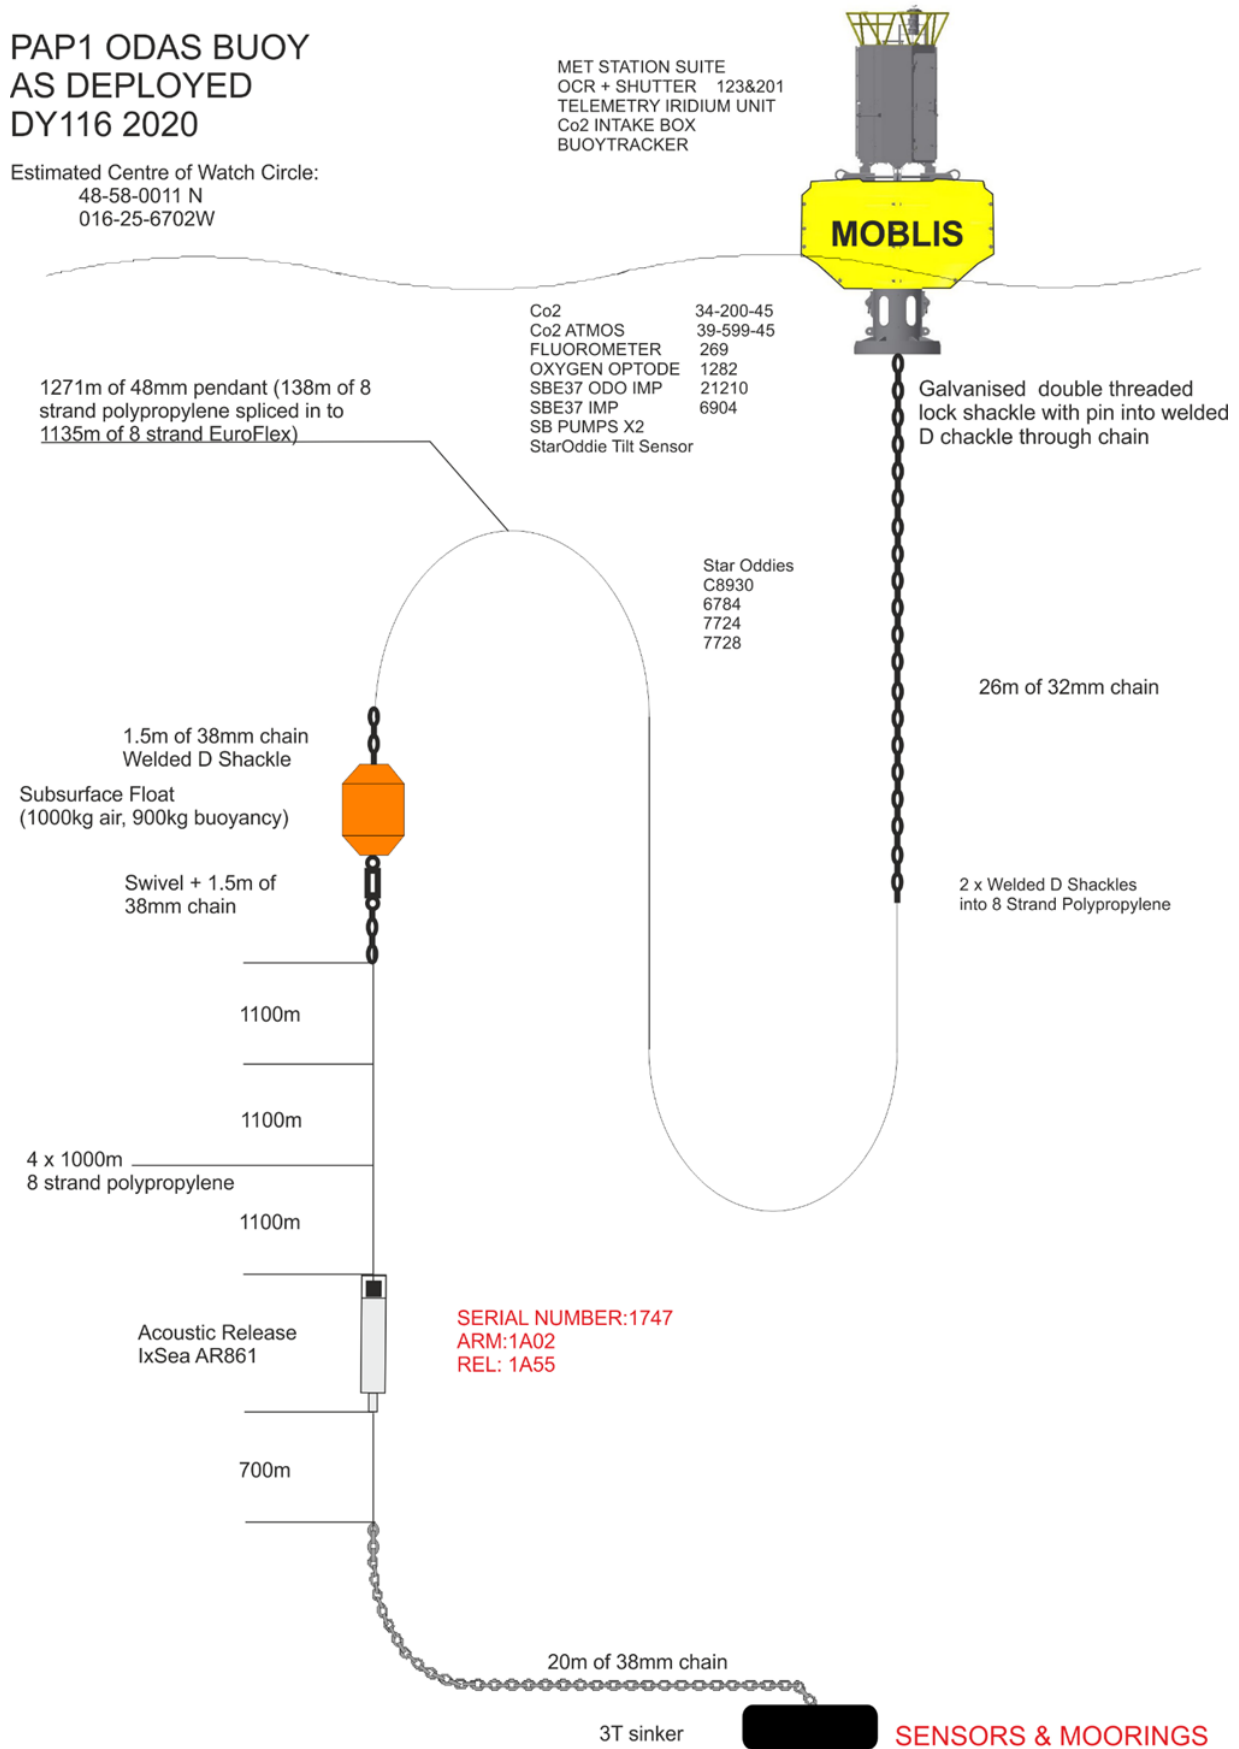 PAP1 ODAS BUOY
AS DEPLOYED
DY116 2020
Estimated Centre of Watch Circle:
48-58-0011 N
016-25-6702W
MET STATION SUITE
OCR + SHUTTER 123&201
TELEMETRY IRIDIUM UNIT
Co2 INTAKE BOX
BUOYTRACKER
MOBLIS
Co2 34-200-45
Co2 ATMOS 39-599-45
FLUOROMETER 269
OXYGEN OPTODE 1282
SBE37 ODO IMP 21210
SBE37 IMP 6904
SB PUMPS X2
StarOddie Tilt Sensor
1271m of 48mm pendant (138m of 8
strand polypropylene spliced in to
1135m of 8 strand EuroFlex)
Galvanised double threaded
lock shackle with pin into welded
D chackle through chain
Star Oddies
C8930
6784
7724
7728
26m of 32mm chain
1.5m of 38mm chain
Welded D Shackle
Subsurface Float
(1000kg air, 900kg buoyancy)
Swivel + 1.5m of
38mm chain
2 x Welded D Shackles
into 8 Strand Polypropylene
1100m
1100m
4 x 1000m
8 strand polypropylene
1100m
Acoustic Release
IxSea AR861
SERIAL NUMBER:1747
ARM:1A02
REL: 1A55
700m
20m of 38mm chain
3T sinker
SENSORS & MOORINGS